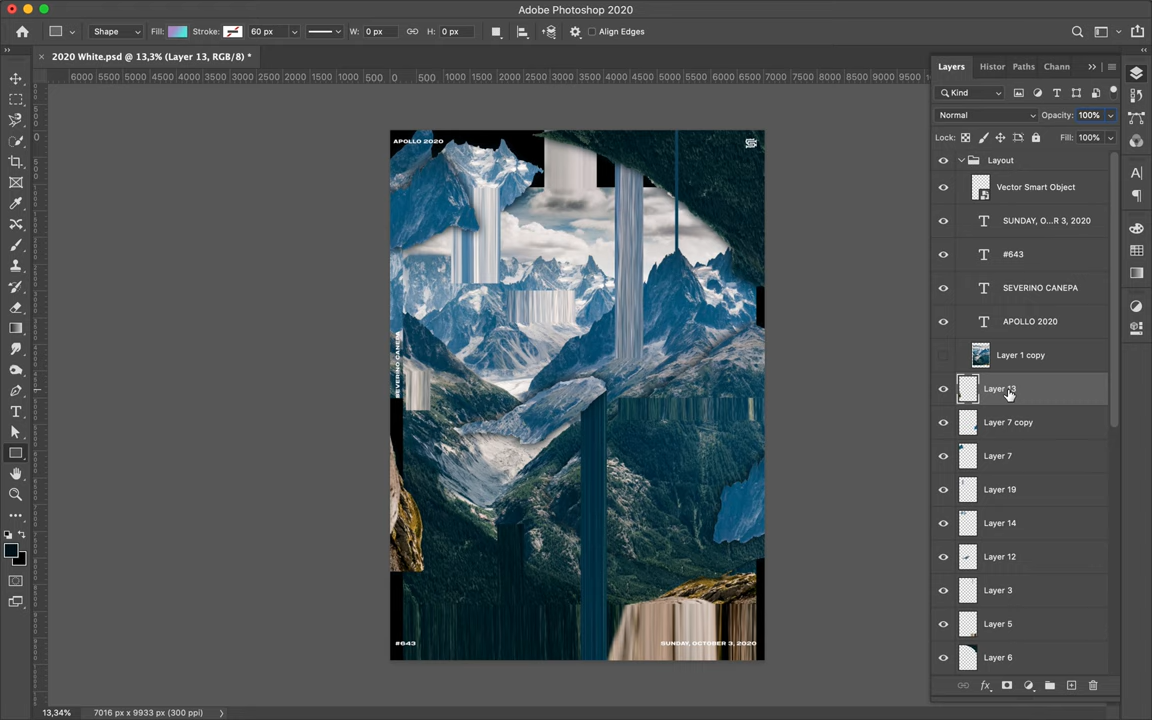 Adobe Photoshop 2020
Shape Fill: Stroke: 60 px W: 0 px H: 0 px Align Edges
2020 White.psd @ 13,3% (Layer 13, RGB/8) *
6000 5500 5000 4500 4000 3500 3000 2500 2000 1500 1000 500 0 500 1000 1500 2000 2500 3000 3500 4000 4500 5000 5500 6000 6500 7000 7500 8000 8500 9000 9500
Layers Histor Paths Chann
Kind
Normal Opacity: 100%
Lock: Fill: 100%
Layout
Vector Smart Object
SUNDAY, O...R 3, 2020
#643
SEVERINO CANEPA
APOLLO 2020
Layer 1 copy
Layer 13
Layer 7 copy
Layer 7
Layer 19
Layer 14
Layer 12
Layer 3
Layer 5
Layer 6
APOLLO 2020
SEVERINO CANEPA
#643
SUNDAY, OCTOBER 3, 2020
13,34% 7016 px x 9933 px (300 ppi)